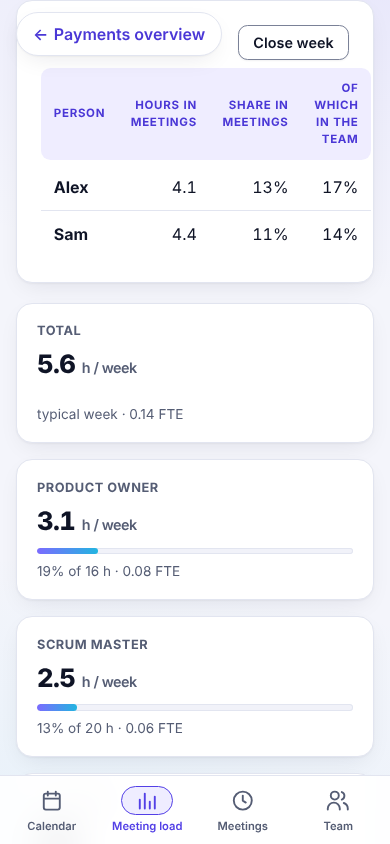 ← Payments overview
Close week
PERSON
HOURS IN MEETINGS
SHARE IN MEETINGS
OF WHICH IN THE TEAM
Alex 4.1 13% 17%
Sam 4.4 11% 14%
TOTAL
5.6 h / week
typical week · 0.14 FTE
PRODUCT OWNER
3.1 h / week
19% of 16 h · 0.08 FTE
SCRUM MASTER
2.5 h / week
13% of 20 h · 0.06 FTE
Calendar
Meeting load
Meetings
Team